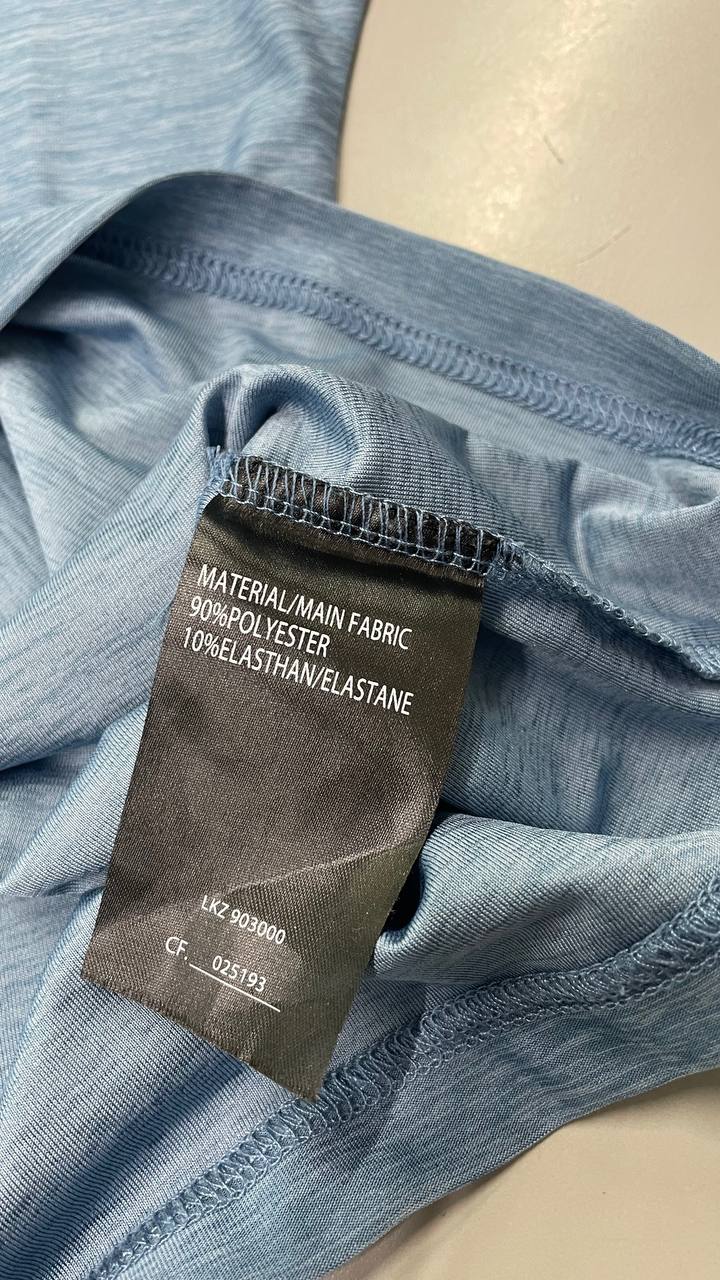 MATERIAL/MAIN FABRIC
90%POLYESTER
10%ELASTHAN/ELASTANE
LKZ 903000
CF. 025193